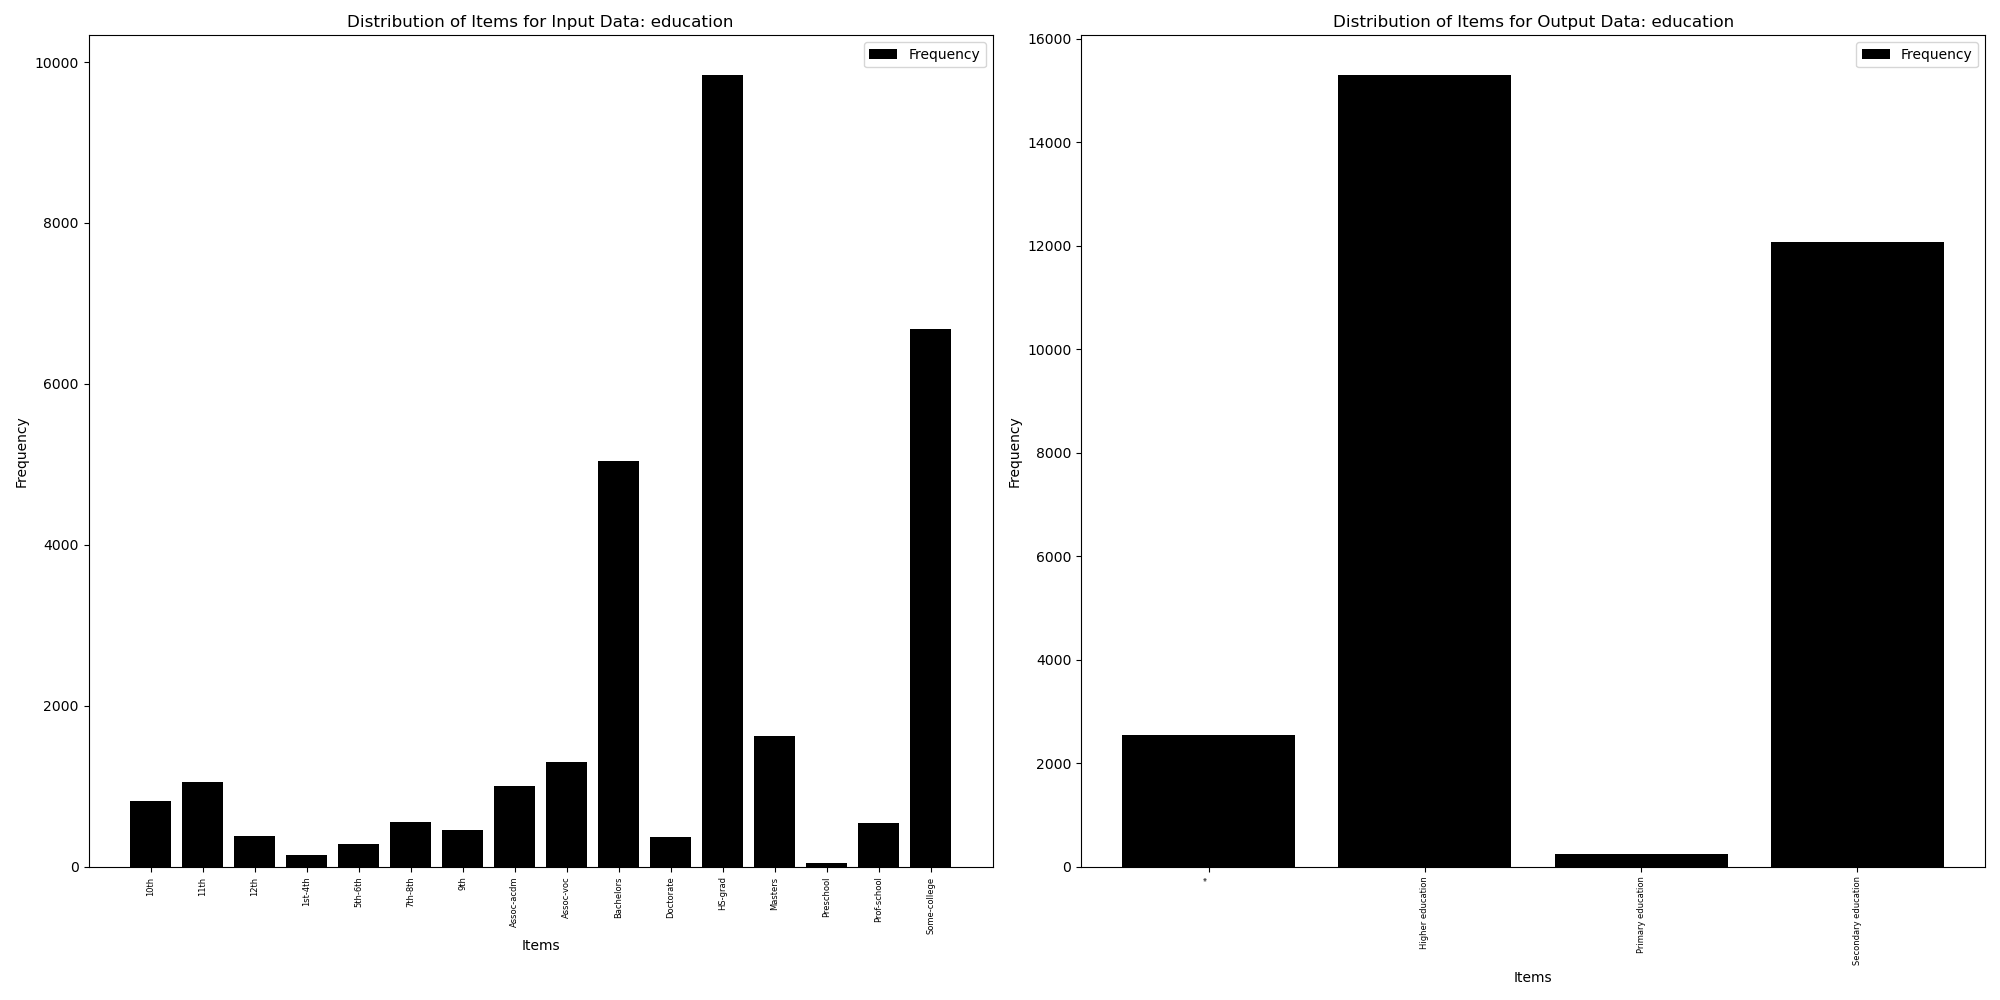 Distribution of Items for Input Data: education
Frequency
10000
8000
6000
4000
2000
0
Frequency
10th
11th
12th
1st-4th
5th-6th
7th-8th
9th
Assoc-acdm
Assoc-voc
Bachelors
Doctorate
HS-grad
Masters
Preschool
Prof-school
Some-college
Items
Distribution of Items for Output Data: education
Frequency
16000
14000
12000
10000
8000
6000
4000
2000
0
Frequency
*
Higher education
Primary education
Secondary education
Items